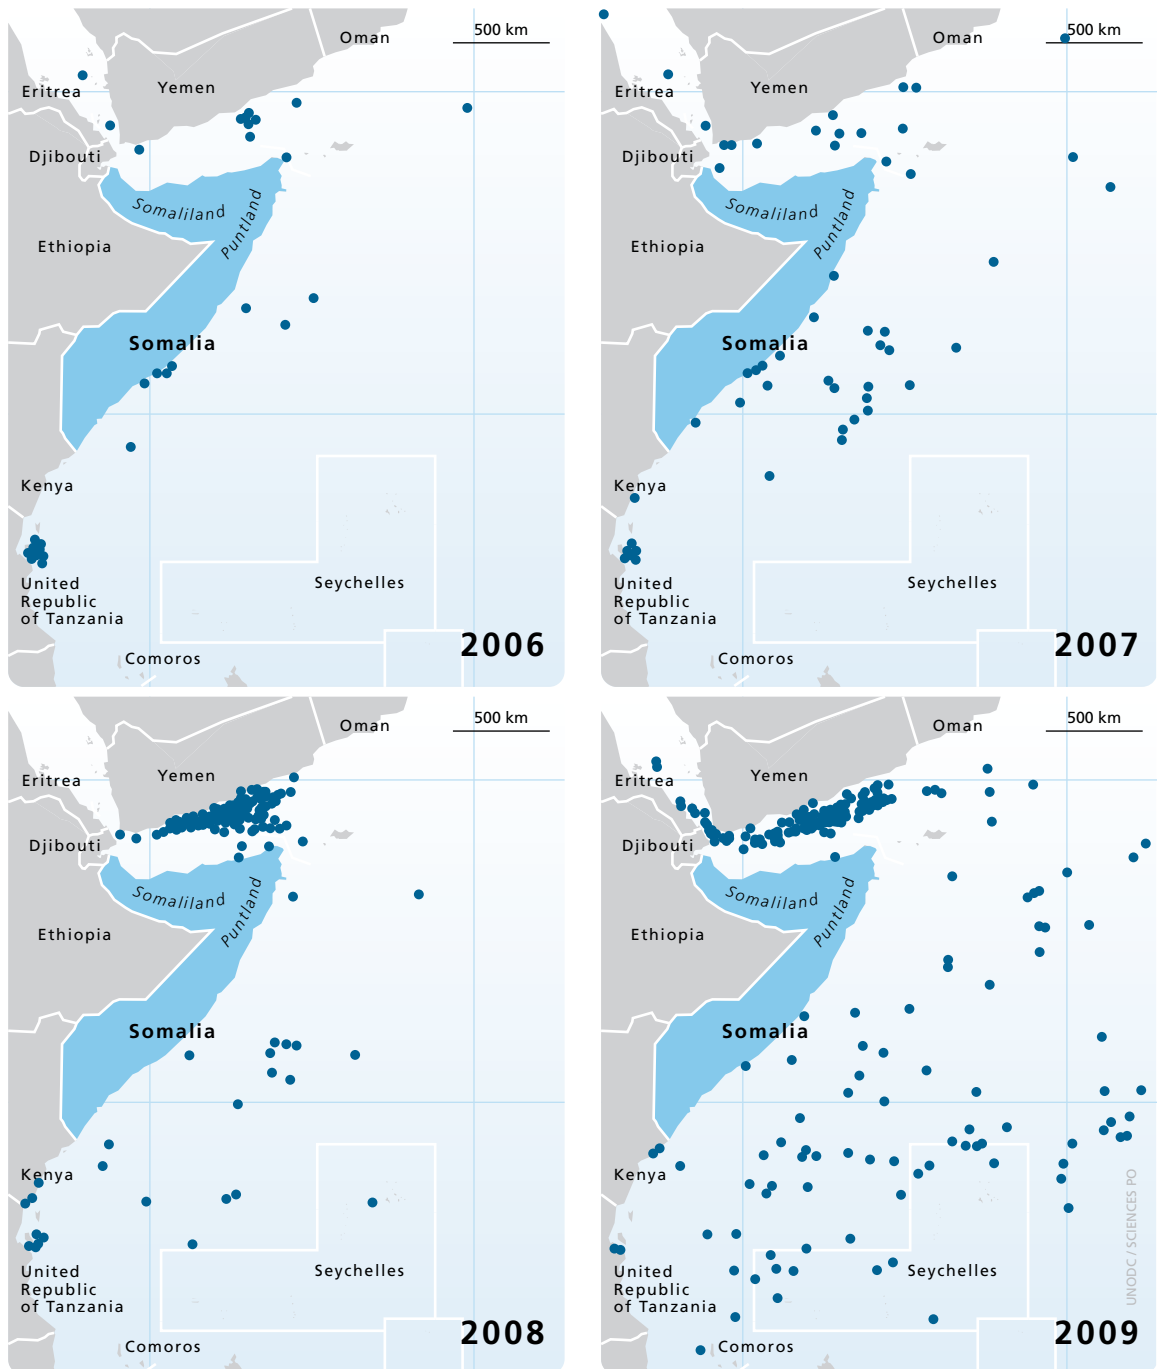 500 km
Oman
Yemen
Eritrea
Djibouti
Somaliland
Puntland
Ethiopia
Somalia
Kenya
Seychelles
United
Republic
of Tanzania
2006
Comoros
500 km
Oman
Yemen
Eritrea
Djibouti
Somaliland
Puntland
Ethiopia
Somalia
Kenya
Seychelles
United
Republic
of Tanzania
2007
Comoros
500 km
Oman
Yemen
Eritrea
Djibouti
Somaliland
Puntland
Ethiopia
Somalia
Kenya
Seychelles
United
Republic
of Tanzania
2008
Comoros
500 km
Oman
Yemen
Eritrea
Djibouti
Somaliland
Puntland
Ethiopia
Somalia
Kenya
Seychelles
United
Republic
of Tanzania
2009
Comoros
UNODC / SCIENCES PO